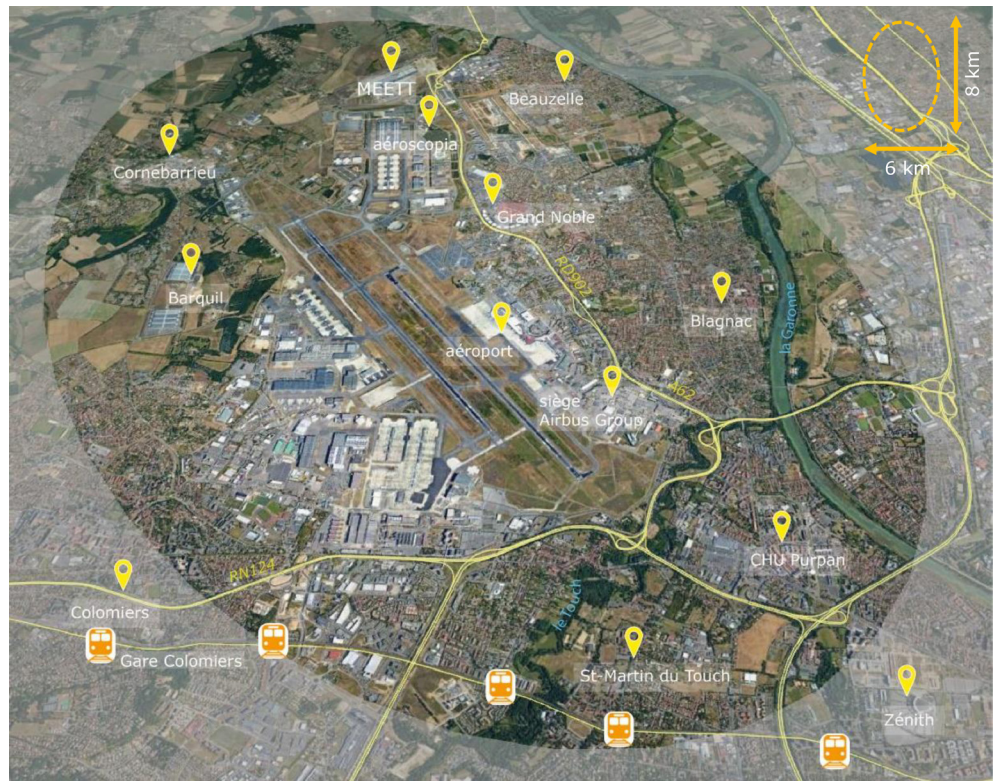 MEETT
Beauzelle
8 km
6 km
aéroscopia
Cornebarrieu
Grand Noble
RD902
Barquil
Blagnac
la Garonne
aéroport
siège
Airbus Group
A62
CHU Purpan
RN124
Colomiers
le Touch
Gare Colomiers
St-Martin du Touch
Zénith